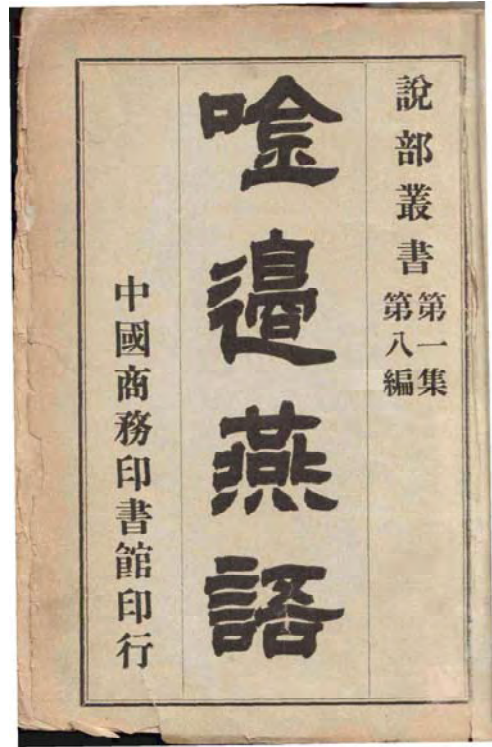 說部叢書
第一集
第八編
唫邊燕語
中國商務印書館印行